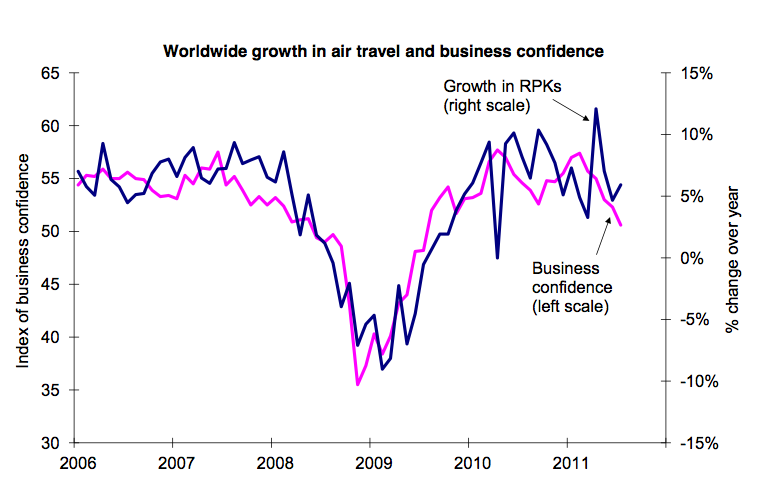 Worldwide growth in air travel and business confidence
65
60
55
50
45
40
35
30
Index of business confidence
15%
10%
5%
0%
-5%
-10%
-15%
% change over year
Growth in RPKs
(right scale)
Business
confidence
(left scale)
2006
2007
2008
2009
2010
2011